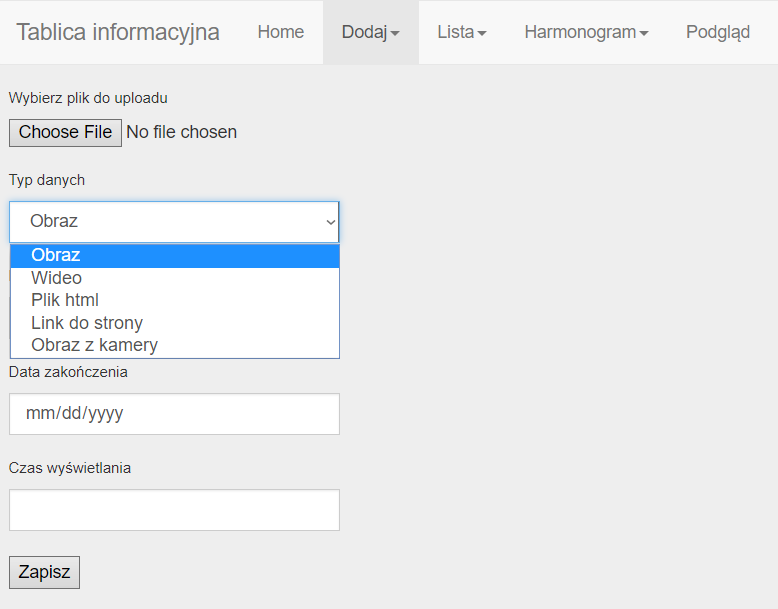 Tablica informacyjna Home Dodaj Lista Harmonogram Podgląd
Wybierz plik do uploadu
Choose File No file chosen
Typ danych
Obraz
Obraz
Wideo
Plik html
Link do strony
Obraz z kamery
Data zakończenia
mm/dd/yyyy
Czas wyświetlania
Zapisz